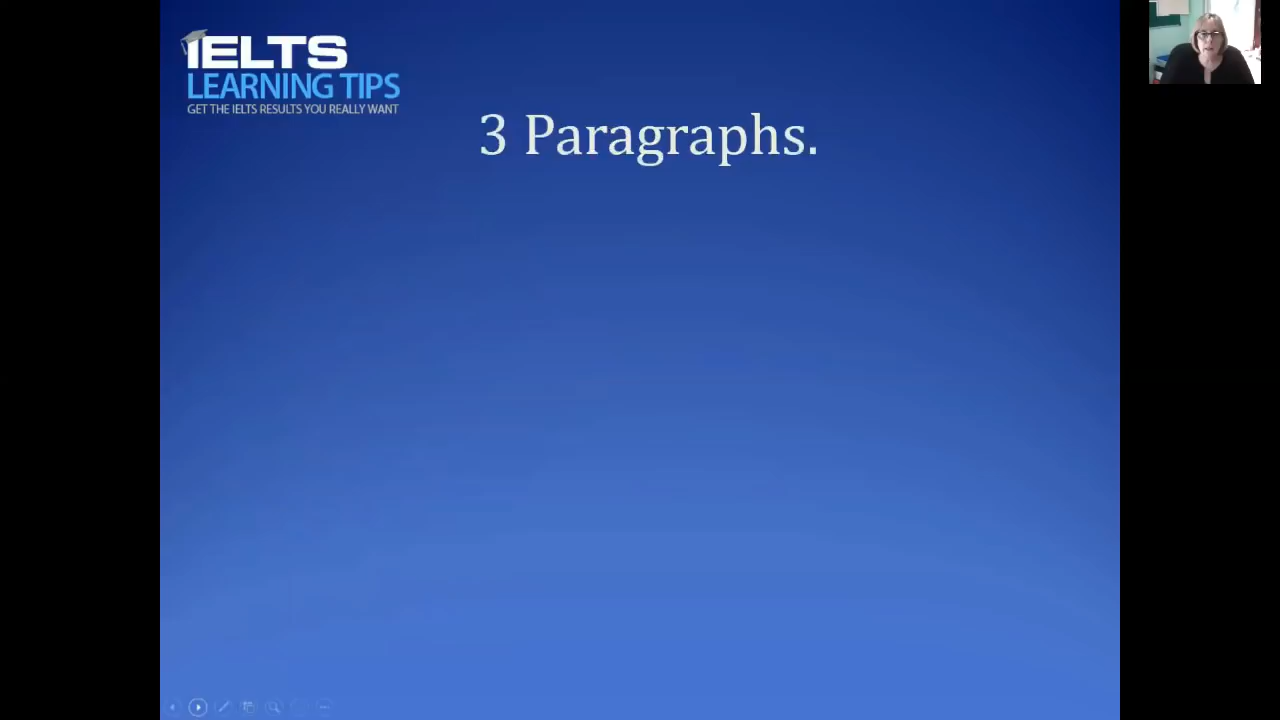 IELTS
LEARNING TIPS
GET THE IELTS RESULTS YOU REALLY WANT
3 Paragraphs.